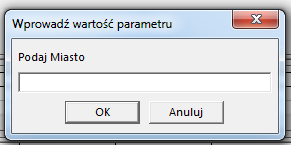 Wprowadź wartość parametru
Podaj Miasto
OK
Anuluj